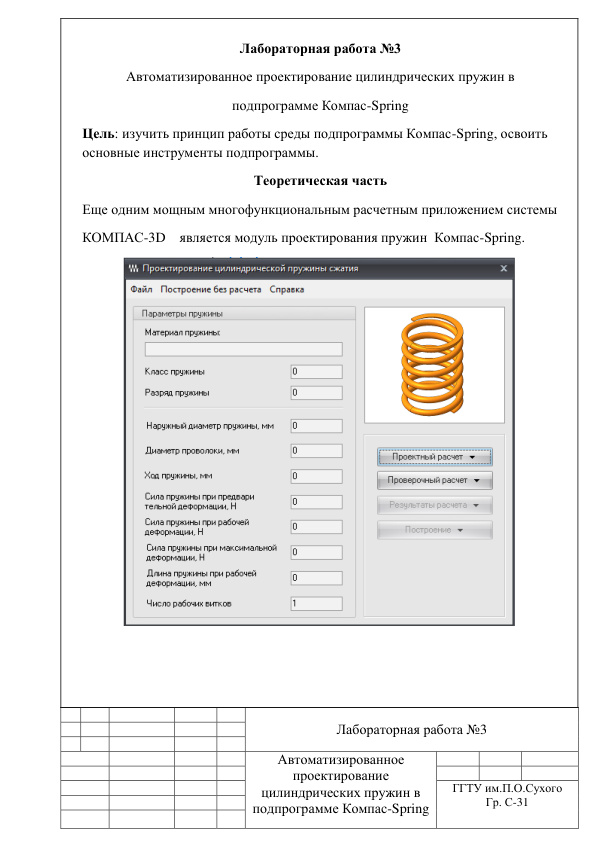 Лабораторная работа №3
Автоматизированное проектирование цилиндрических пружин в
подпрограмме Компас-Spring
Цель: изучить принцип работы среды подпрограммы Компас-Spring, освоить
основные инструменты подпрограммы.
Теоретическая часть
Еще одним мощным многофункциональным расчетным приложением системы
КОМПАС-3D является модуль проектирования пружин Компас-Spring.
Проектирование цилиндрической пружины сжатия
x
Файл Построение без расчета Справка
Параметры пружины
Материал пружины:
Класс пружины 0
Разряд пружины 0
Наружный диаметр пружины, мм 0
Диаметр проволоки, мм 0
Ход пружины, мм 0
Сила пружины при предвари
тельной деформации, Н 0
Сила пружины при рабочей
деформации, Н 0
Сила пружины при максимальной
деформации, Н 0
Длина пружины при рабочей
деформации, мм 0
Число рабочих витков 1
Проектный расчет
Проверочный расчет
Результаты расчета
Построение
Лабораторная работа №3
Автоматизированное
проектирование
цилиндрических пружин в
подпрограмме Компас-Spring
ГГТУ им.П.О.Сухого
Гр. С-31